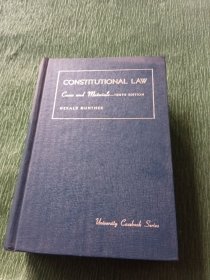 CONSTITUTIONAL LAW
Cases and Materials—TENTH EDITION
GERALD GUNTHER
University Casebook Series